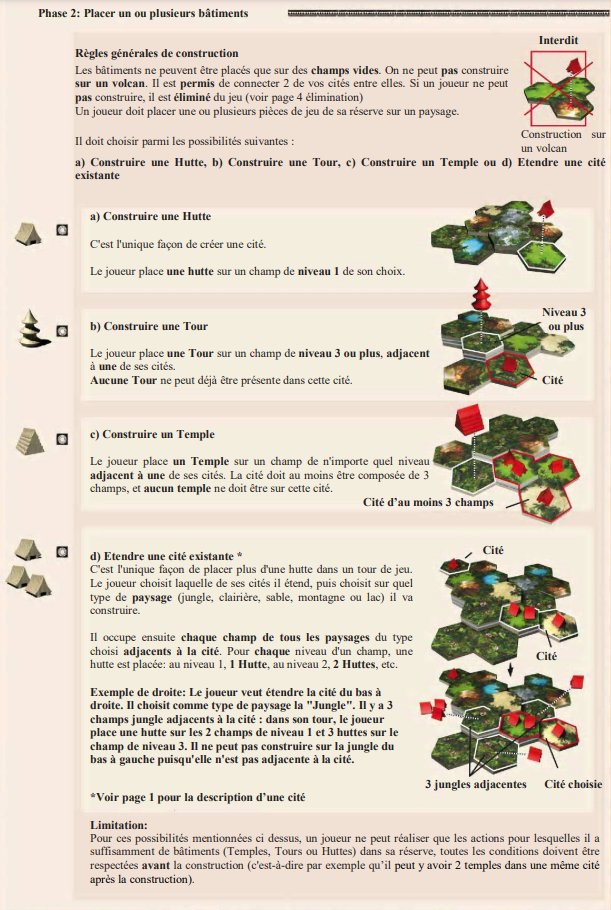 Phase 2: Placer un ou plusieurs bâtiments
Interdit
Règles générales de construction
Les bâtiments ne peuvent être placés que sur des champs vides. On ne peut pas construire
sur un volcan. Il est permis de connecter 2 de vos cités entre elles. Si un joueur ne peut
pas construire, il est éliminé du jeu (voir page 4 élimination)
Un joueur doit placer une ou plusieurs pièces de jeu de sa réserve sur un paysage.
Construction sur
un volcan
Il doit choisir parmi les possibilités suivantes :
a) Construire une Hutte, b) Construire une Tour, c) Construire un Temple ou d) Etendre une cité
existante
a) Construire une Hutte
C'est l'unique façon de créer une cité.
Le joueur place une hutte sur un champ de niveau 1 de son choix.
b) Construire une Tour
Le joueur place une Tour sur un champ de niveau 3 ou plus, adjacent
à une de ses cités.
Aucune Tour ne peut déjà être présente dans cette cité.
Niveau 3
ou plus
Cité
c) Construire un Temple
Le joueur place un Temple sur un champ de n'importe quel niveau
adjacent à une de ses cités. La cité doit au moins être composée de 3
champs, et aucun temple ne doit être sur cette cité.
Cité d'au moins 3 champs
d) Etendre une cité existante *
C'est l'unique façon de placer plus d'une hutte dans un tour de jeu.
Le joueur choisit laquelle de ses cités il étend, puis choisit sur quel
type de paysage (jungle, clairière, sable, montagne ou lac) il va
construire.
Il occupe ensuite chaque champ de tous les paysages du type
choisi adjacents à la cité. Pour chaque niveau d'un champ, une
hutte est placée: au niveau 1, 1 Hutte, au niveau 2, 2 Huttes, etc.
Exemple de droite: Le joueur veut étendre la cité du bas à
droite. Il choisit comme type de paysage la "Jungle". Il y a 3
champs jungle adjacents à la cité : dans son tour, le joueur
place une hutte sur les 2 champs de niveau 1 et 3 huttes sur le
champ de niveau 3. Il ne peut pas construire sur la jungle du
bas à gauche puisqu'elle n'est pas adjacente à la cité.
*Voir page 1 pour la description d'une cité
Cité
Cité
3 jungles adjacentes
Cité choisie
Limitation:
Pour ces possibilités mentionnées ci dessus, un joueur ne peut réaliser que les actions pour lesquelles il a
suffisamment de bâtiments (Temples, Tours ou Huttes) dans sa réserve, toutes les conditions doivent être
respectées avant la construction (c'est-à-dire par exemple qu'il peut y avoir 2 temples dans une même cité
après la construction).